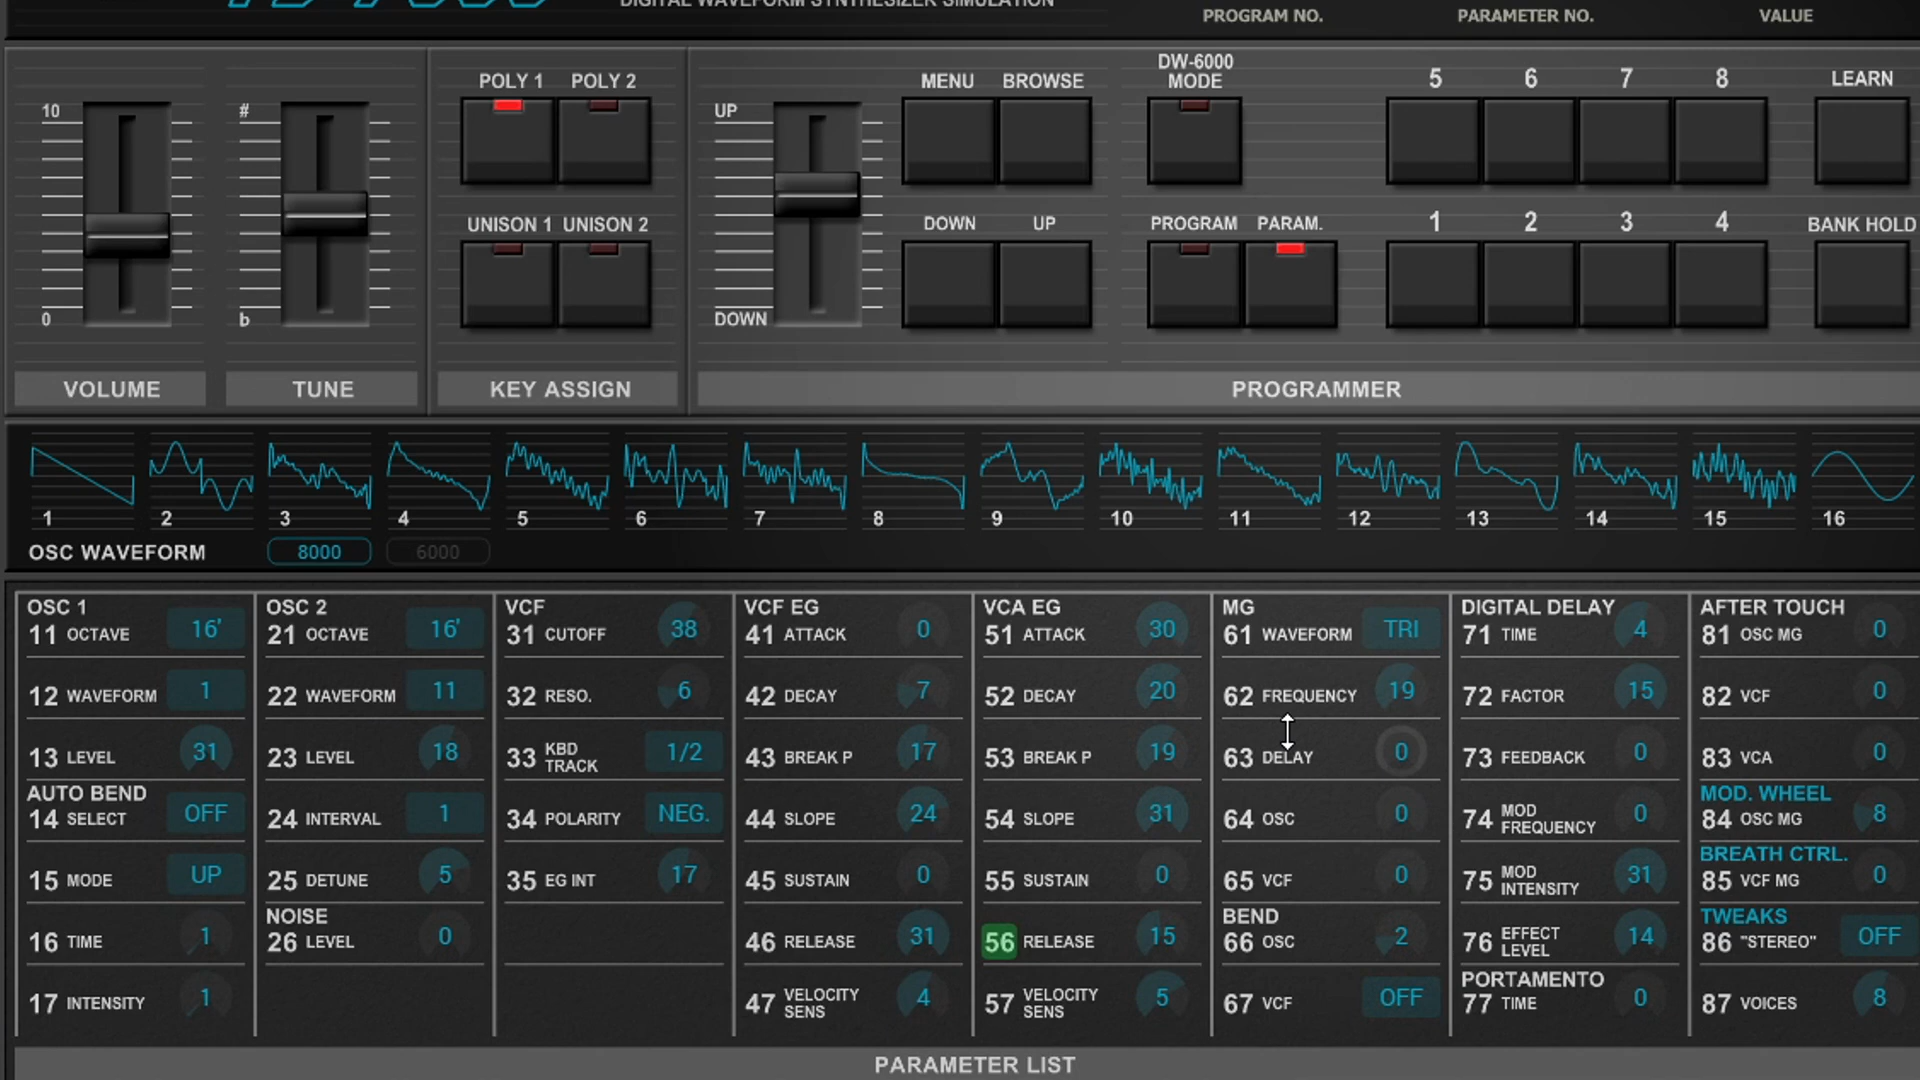 DIGITAL WAVEFORM SYNTHESIZER SIMULATION
PROGRAM NO. PARAMETER NO. VALUE
10
0
VOLUME
#
b
TUNE
POLY 1 POLY 2
UNISON 1 UNISON 2
KEY ASSIGN
UP
DOWN
MENU BROWSE
DOWN UP
DW-6000
MODE
PROGRAM PARAM.
5 6 7 8
1 2 3 4
LEARN
BANK HOLD
PROGRAMMER
1 2 3 4 5 6 7 8 9 10 11 12 13 14 15 16
OSC WAVEFORM 8000 6000
OSC 1
11 OCTAVE 16'
12 WAVEFORM 1
13 LEVEL 31
AUTO BEND
14 SELECT OFF
15 MODE UP
16 TIME 1
17 INTENSITY 1
OSC 2
21 OCTAVE 16'
22 WAVEFORM 11
23 LEVEL 18
24 INTERVAL 1
25 DETUNE 5
NOISE
26 LEVEL 0
VCF
31 CUTOFF 38
32 RESO. 6
33 KBD TRACK 1/2
34 POLARITY NEG.
35 EG INT 17
VCF EG
41 ATTACK 0
42 DECAY 7
43 BREAK P 17
44 SLOPE 24
45 SUSTAIN 0
46 RELEASE 31
47 VELOCITY SENS 4
VCA EG
51 ATTACK 30
52 DECAY 20
53 BREAK P 19
54 SLOPE 31
55 SUSTAIN 0
56 RELEASE 15
57 VELOCITY SENS 5
MG
61 WAVEFORM TRI
62 FREQUENCY 19
63 DELAY 0
64 OSC 0
65 VCF 0
BEND
66 OSC 2
67 VCF OFF
DIGITAL DELAY
71 TIME 4
72 FACTOR 15
73 FEEDBACK 0
74 MOD FREQUENCY 0
75 MOD INTENSITY 31
76 EFFECT LEVEL 14
PORTAMENTO
77 TIME 0
AFTER TOUCH
81 OSC MG 0
82 VCF 0
83 VCA 0
MOD. WHEEL
84 OSC MG 8
BREATH CTRL.
85 VCF MG 0
TWEAKS
86 "STEREO" OFF
87 VOICES 8
PARAMETER LIST